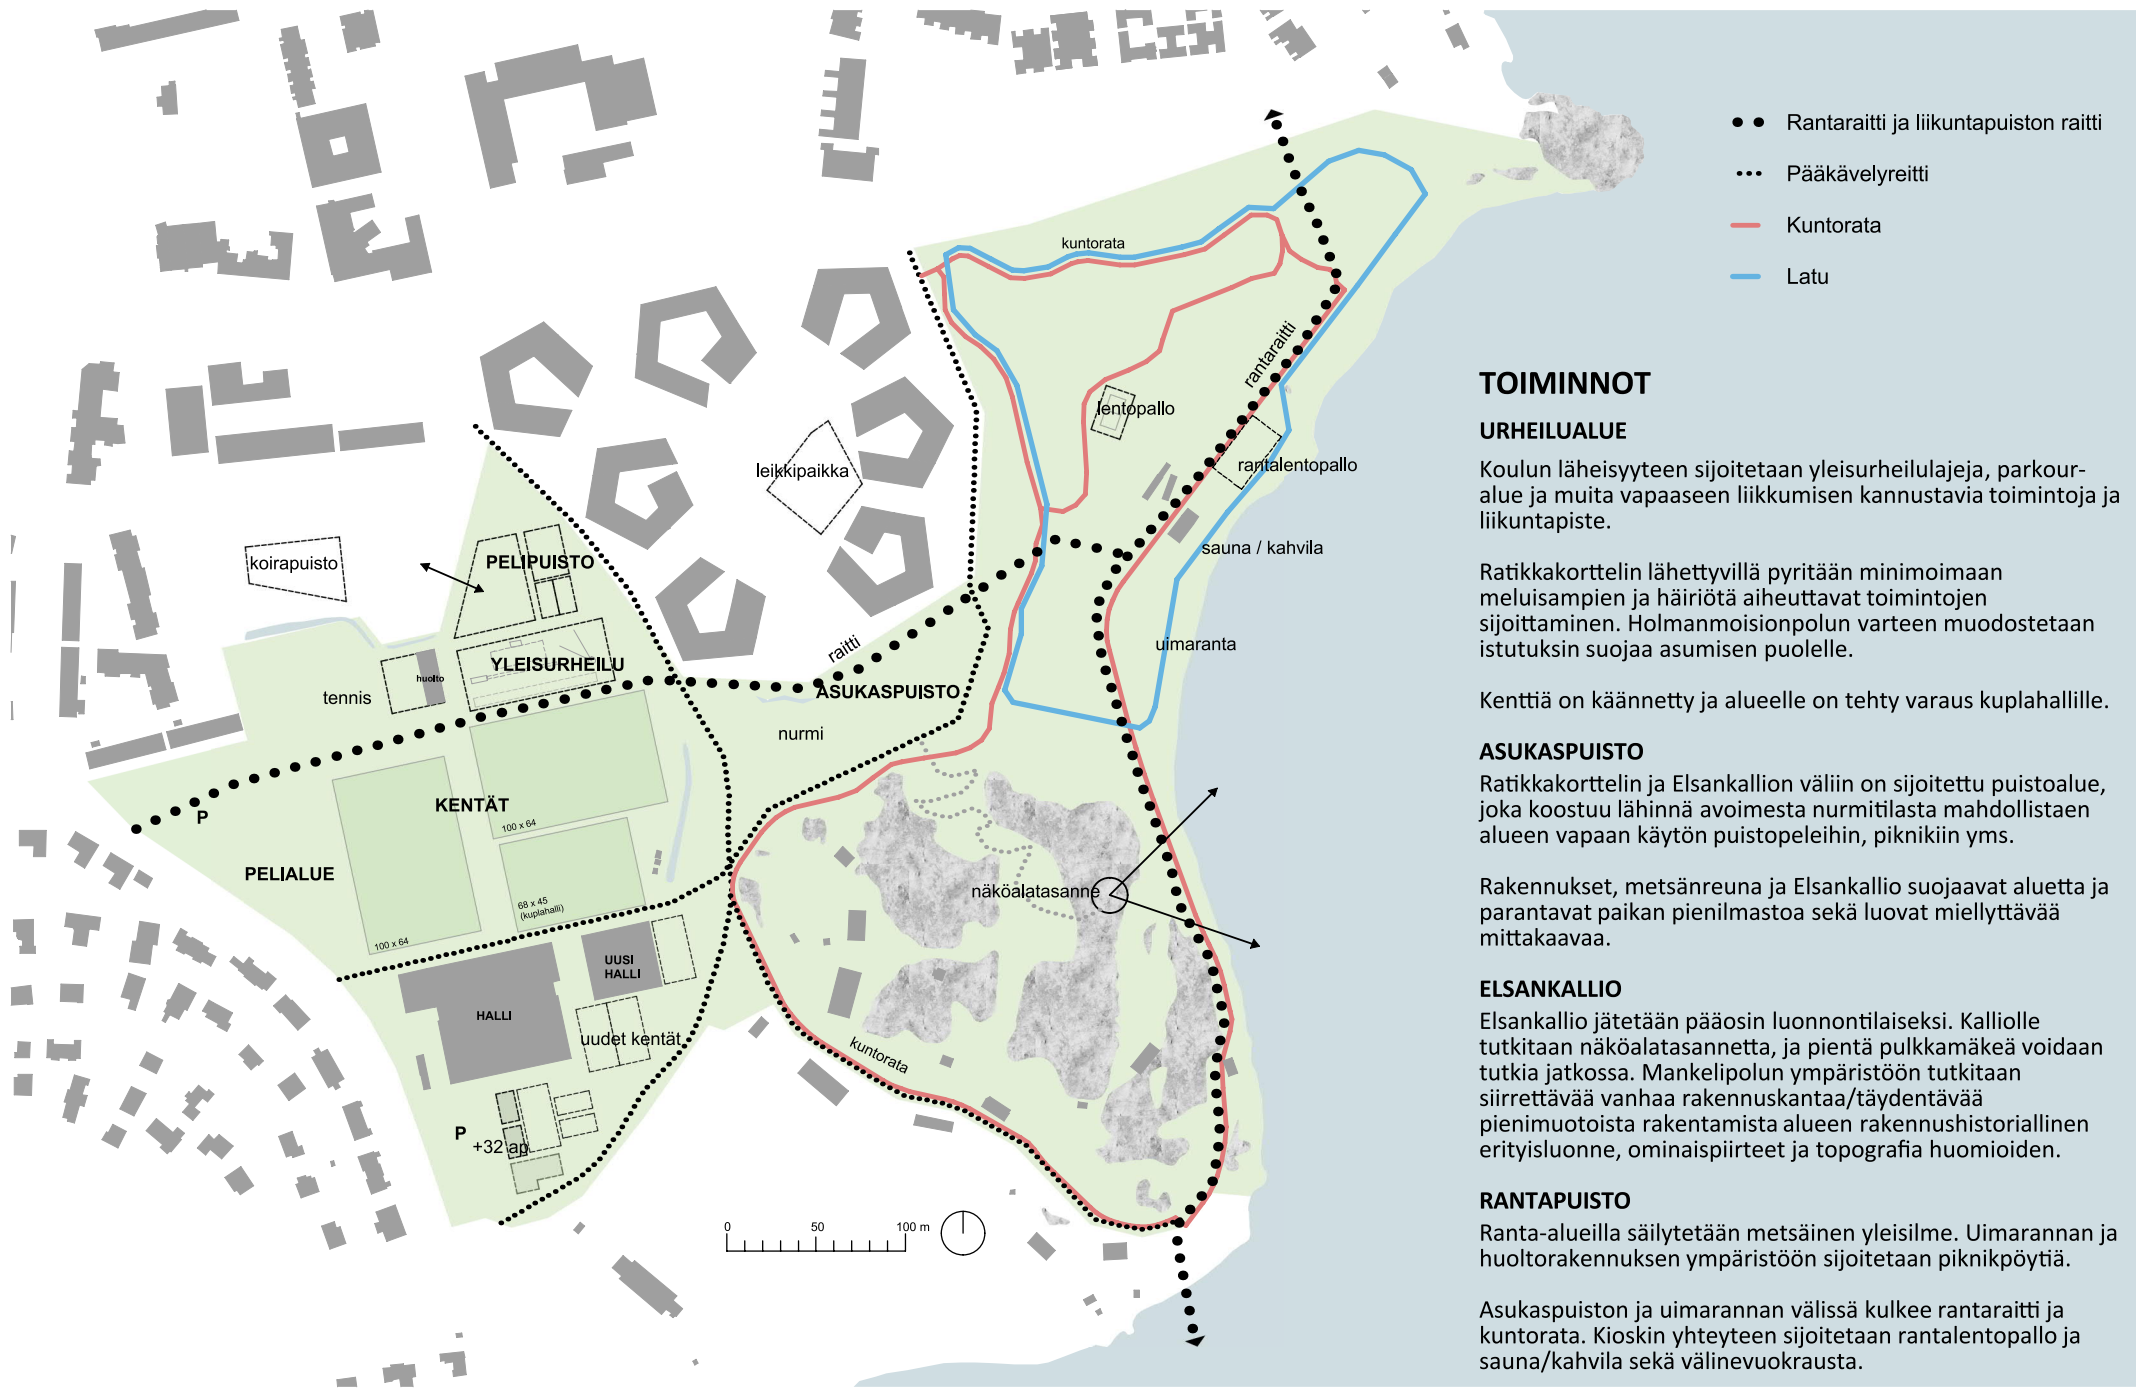 Rantaraitti ja liikuntapuiston raitti
Pääkävelyreitti
Kuntorata
Latu
TOIMINNOT
URHEILUALUE
Koulun läheisyyteen sijoitetaan yleisurheilulajeja, parkour-
alue ja muita vapaaseen liikkumisen kannustavia toimintoja ja
liikuntapiste.
Ratikkakorttelin lähettyvillä pyritään minimoimaan
meluisampien ja häiriötä aiheuttavat toimintojen
sijoittaminen. Holmanmoisionpolun varteen muodostetaan
istutuksin suojaa asumisen puolelle.
Kenttiä on käännetty ja alueelle on tehty varaus kuplahallille.
ASUKASPUISTO
Ratikkakorttelin ja Elsankallion väliin on sijoitettu puistoalue,
joka koostuu lähinnä avoimesta nurmitilasta mahdollistaen
alueen vapaan käytön puistopeleihin, piknikiin yms.
Rakennukset, metsänreuna ja Elsankallio suojaavat aluetta ja
parantavat paikan pienilmastoa sekä luovat miellyttävää
mittakaavaa.
ELSANKALLIO
Elsankallio jätetään pääosin luonnontilaiseksi. Kalliolle
tutkitaan näköalatasannetta, ja pientä pulkkamäkeä voidaan
tutkia jatkossa. Mankelipolun ympäristöön tutkitaan
siirrettävää vanhaa rakennuskantaa/täydentävää
pienimuotoista rakentamista alueen rakennushistoriallinen
erityisluonne, ominaispiirteet ja topografia huomioiden.
RANTAPUISTO
Ranta-alueilla säilytetään metsäinen yleisilme. Uimarannan ja
huoltorakennuksen ympäristöön sijoitetaan piknikpöytiä.
Asukaspuiston ja uimarannan välissä kulkee rantaraitti ja
kuntorata. Kioskin yhteyteen sijoitetaan rantalentopallo ja
sauna/kahvila sekä välinevuokrausta.
kuntorata
rantaraitti
lentopallo
rantalentopallo
leikkipaikka
sauna / kahvila
koirapuisto
PELIPUISTO
uimaranta
raitti
YLEISURHEILU
huolto
tennis
ASUKASPUISTO
nurmi
KENTÄT
P
100 x 64
PELIALUE
näköalatasanne
68 x 45
(kuplahalli)
100 x 64
UUSI
HALLI
HALLI
uudet kentät
kuntorata
P
+32 ap
0
50
100 m